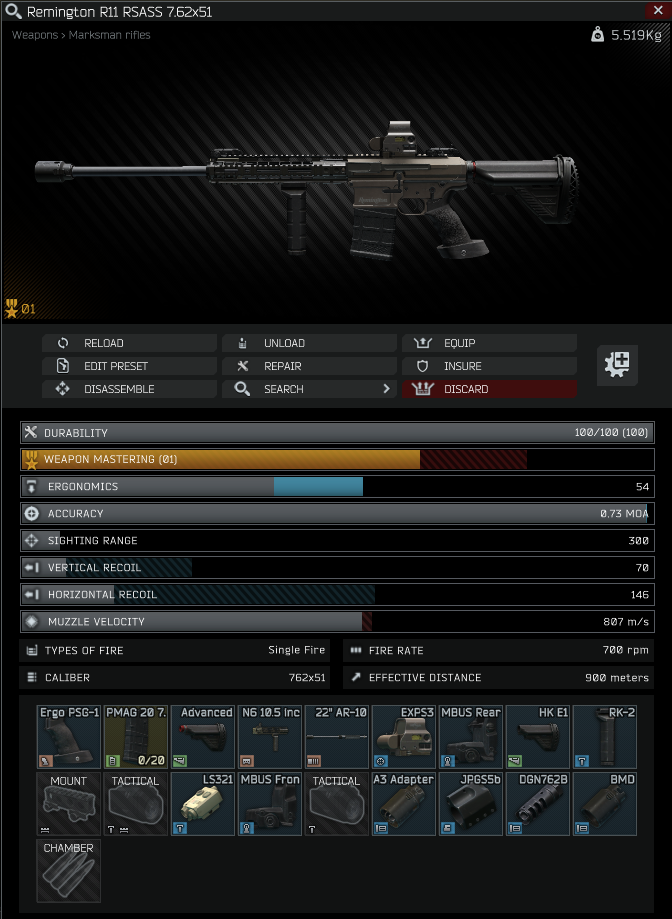 Remington R11 RSASS 7.62x51
Weapons > Marksman rifles
5.519Kg
01
RELOAD
UNLOAD
EQUIP
EDIT PRESET
REPAIR
INSURE
DISASSEMBLE
SEARCH
DISCARD
DURABILITY 100/100 (100)
WEAPON MASTERING (01)
ERGONOMICS 54
ACCURACY 0.73 MOA
SIGHTING RANGE 300
VERTICAL RECOIL 70
HORIZONTAL RECOIL 146
MUZZLE VELOCITY 807 m/s
TYPES OF FIRE Single Fire
FIRE RATE 700 rpm
CALIBER 762x51
EFFECTIVE DISTANCE 900 meters
Ergo PSG-1
PMAG 20 7.
0/20
Advanced
N6 10.5 inc
22" AR-10
EXPS3
MBUS Rear
HK E1
RK-2
MOUNT
TACTICAL
LS321
MBUS Fron
TACTICAL
A3 Adapter
JPGS5b
DGN762B
BMD
CHAMBER